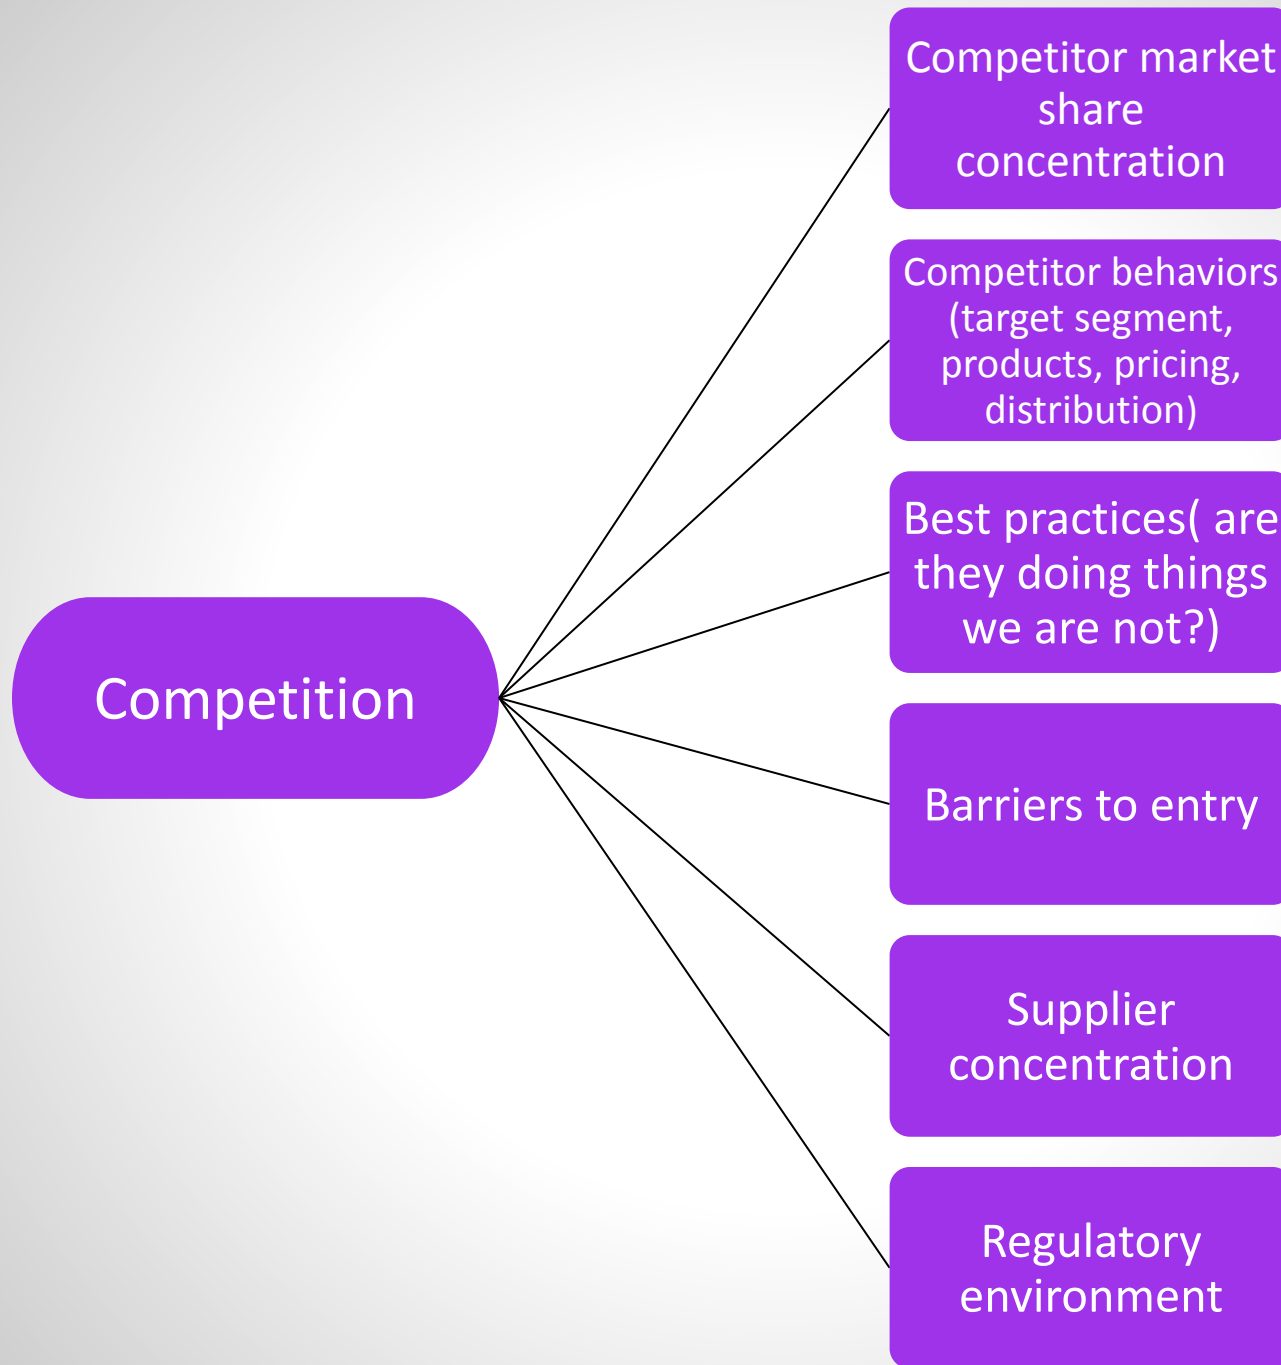 Competitor market
share
concentration
Competitor behaviors
(target segment,
products, pricing,
distribution)
Best practices( are
they doing things
we are not?)
Competition
Barriers to entry
Supplier
concentration
Regulatory
environment